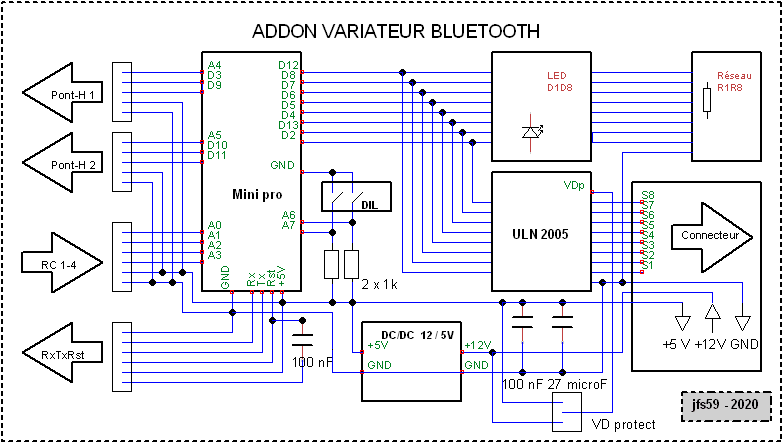 ADDON VARIATEUR BLUETOOTH
Pont-H 1
A4
D3
D9
D12
D8
D7
D6
D5
D4
D13
D2
LED
D1D8
Réseau
R1R8
Pont-H 2
A5
D10
D11
GND
Mini pro
DIL
A6
A7
VDp
ULN 2005
S8
S7
S6
S5
S4
S3
S2
S1
Connecteur
RC 1-4
A0
A1
A2
A3
GND
Rx
Tx
Rst
+5V
2 x 1k
RxTxRst
100 nF
DC/DC 12 / 5V
+5V
+12V
GND
GND
100 nF
27 microF
+5 V
+12V
GND
VD protect
jfs59 - 2020